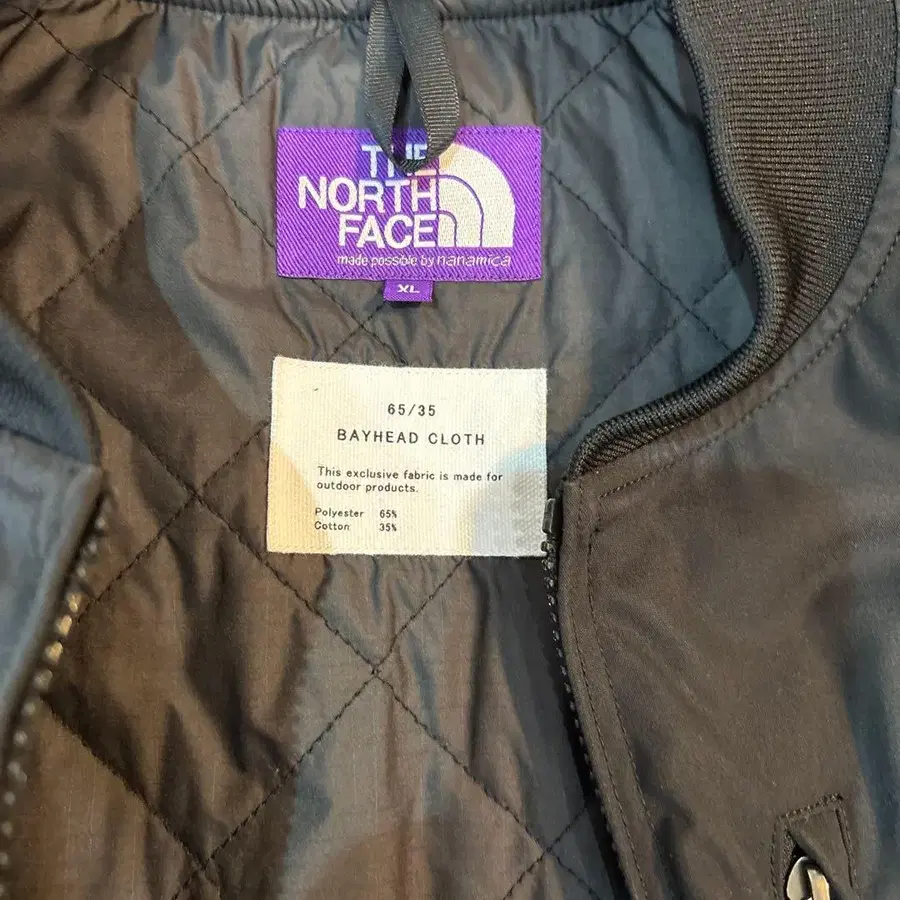 THE
NORTH
FACE
made possible by nanamica
XL
65/35
BAYHEAD CLOTH
This exclusive fabric is made for
outdoor products.
Polyester 65%
Cotton 35%